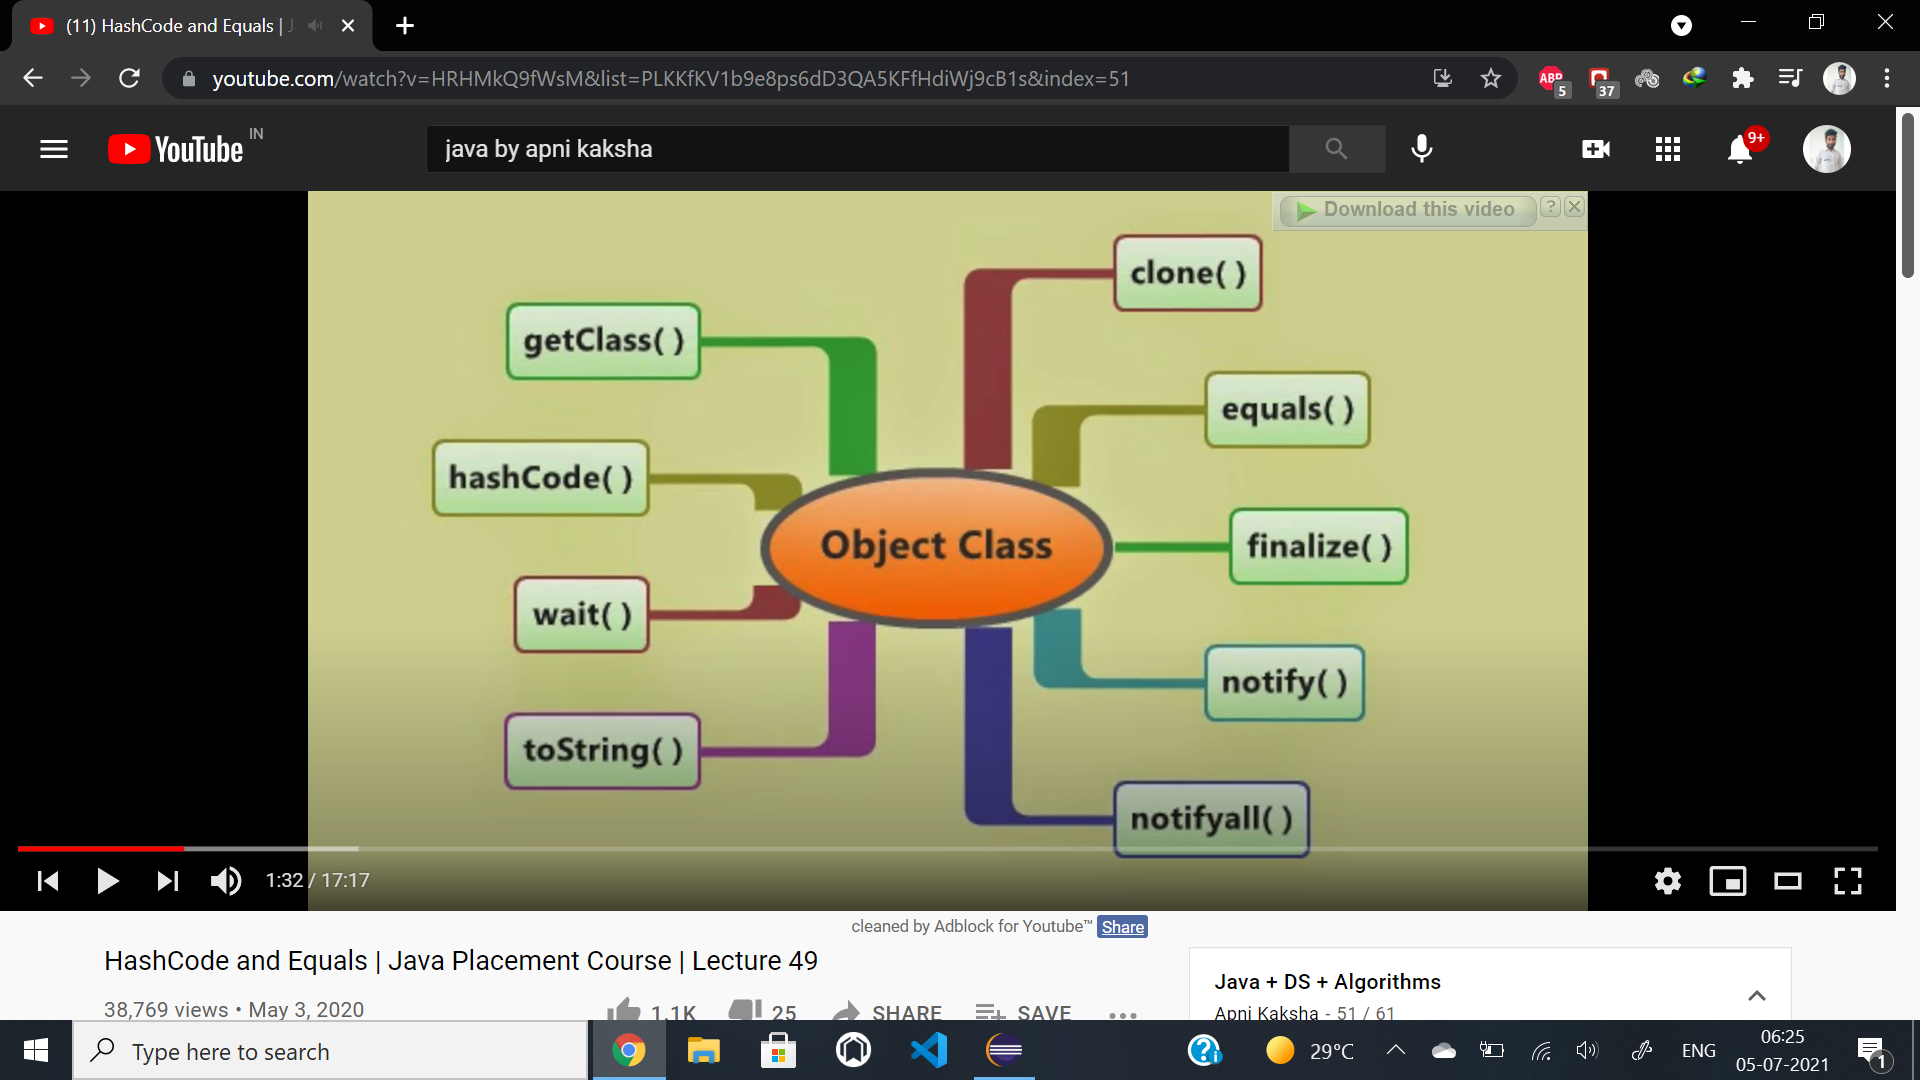 (11) HashCode and Equals | J
youtube.com/watch?v=HRHMkQ9fWsM&list=PLKKfKV1b9e8ps6dD3QA5KFfHdiWj9cB1s&index=51
ABP
5
37
YouTube IN
java by apni kaksha
9+
Download this video ?
clone( )
getClass( )
equals( )
hashCode( )
Object Class
finalize( )
wait( )
notify( )
toString( )
notifyall( )
1:32 / 17:17
cleaned by Adblock for Youtube™ Share
HashCode and Equals | Java Placement Course | Lecture 49
38,769 views • May 3, 2020
1.1K 25 SHARE SAVE
Java + DS + Algorithms
Apni Kaksha - 51 / 61
Type here to search
29°C
ENG
06:25
05-07-2021
1